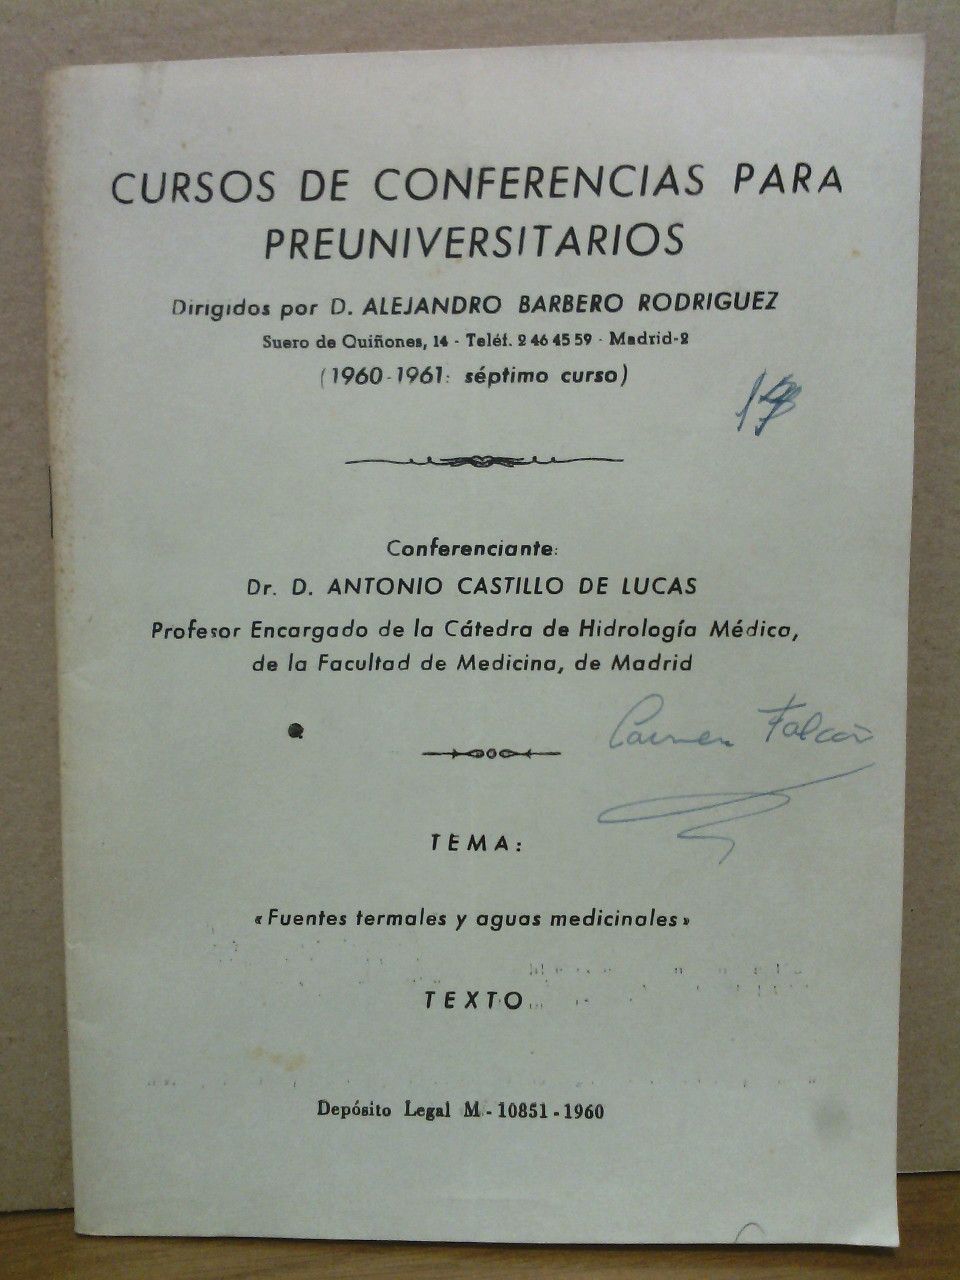 CURSOS DE CONFERENCIAS PARA
PREUNIVERSITARIOS
Dirigidos por D. ALEJANDRO BARBERO RODRIGUEZ
Suero de Quiñones, 14 - Teléf. 2 46 45 59 - Madrid-2
(1960-1961: séptimo curso)
Conferenciante:
Dr. D. ANTONIO CASTILLO DE LUCAS
Profesor Encargado de la Cátedra de Hidrología Médica,
de la Facultad de Medicina, de Madrid
Carmen Falcón
TEMA:
«Fuentes termales y aguas medicinales»
TEXTO
Depósito Legal M - 10851 - 1960